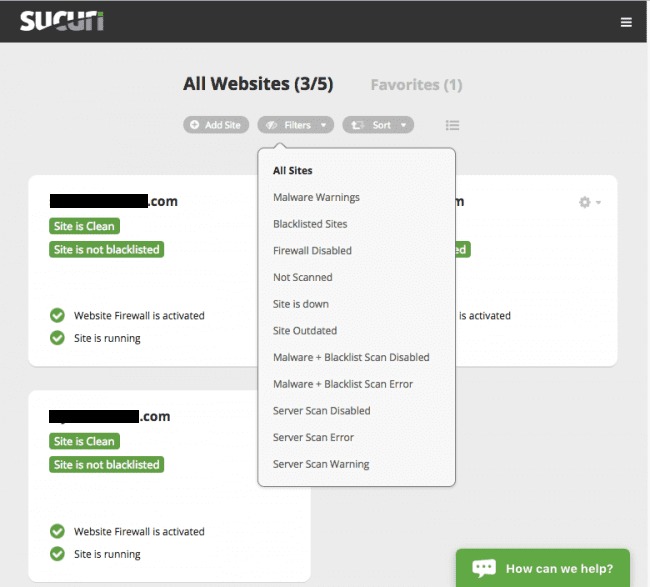 SUCURI
All Websites (3/5)
Favorites (1)
Add Site
Filters
Sort
All Sites
Malware Warnings
Blacklisted Sites
Firewall Disabled
Not Scanned
Site is down
Site Outdated
Malware + Blacklist Scan Disabled
Malware + Blacklist Scan Error
Server Scan Disabled
Server Scan Error
Server Scan Warning
.com
Site is Clean
Site is not blacklisted
Website Firewall is activated
Site is running
m
ed
is activated
.com
Site is Clean
Site is not blacklisted
Website Firewall is activated
Site is running
How can we help?